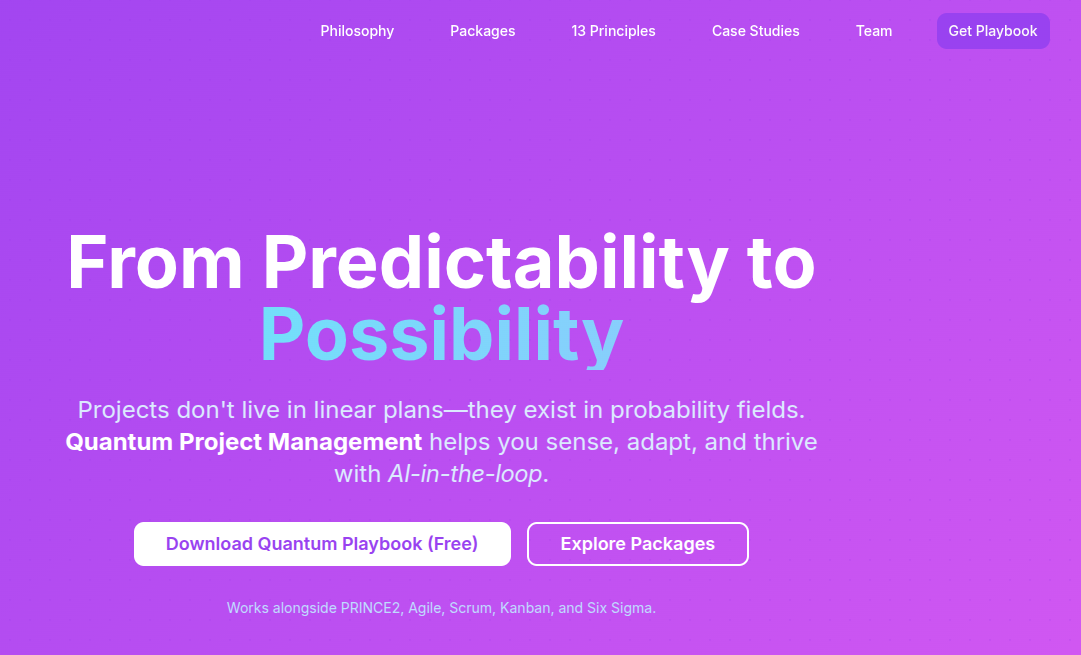 Philosophy Packages 13 Principles Case Studies Team Get Playbook
From Predictability to
Possibility
Projects don't live in linear plans—they exist in probability fields.
Quantum Project Management helps you sense, adapt, and thrive
with AI-in-the-loop.
Download Quantum Playbook (Free) Explore Packages
Works alongside PRINCE2, Agile, Scrum, Kanban, and Six Sigma.